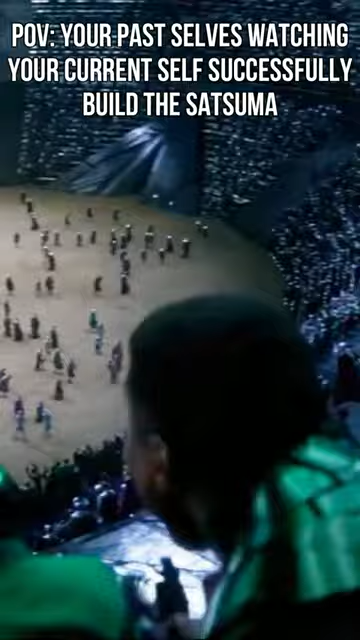 POV: YOUR PAST SELVES WATCHING
YOUR CURRENT SELF SUCCESSFULLY
BUILD THE SATSUMA